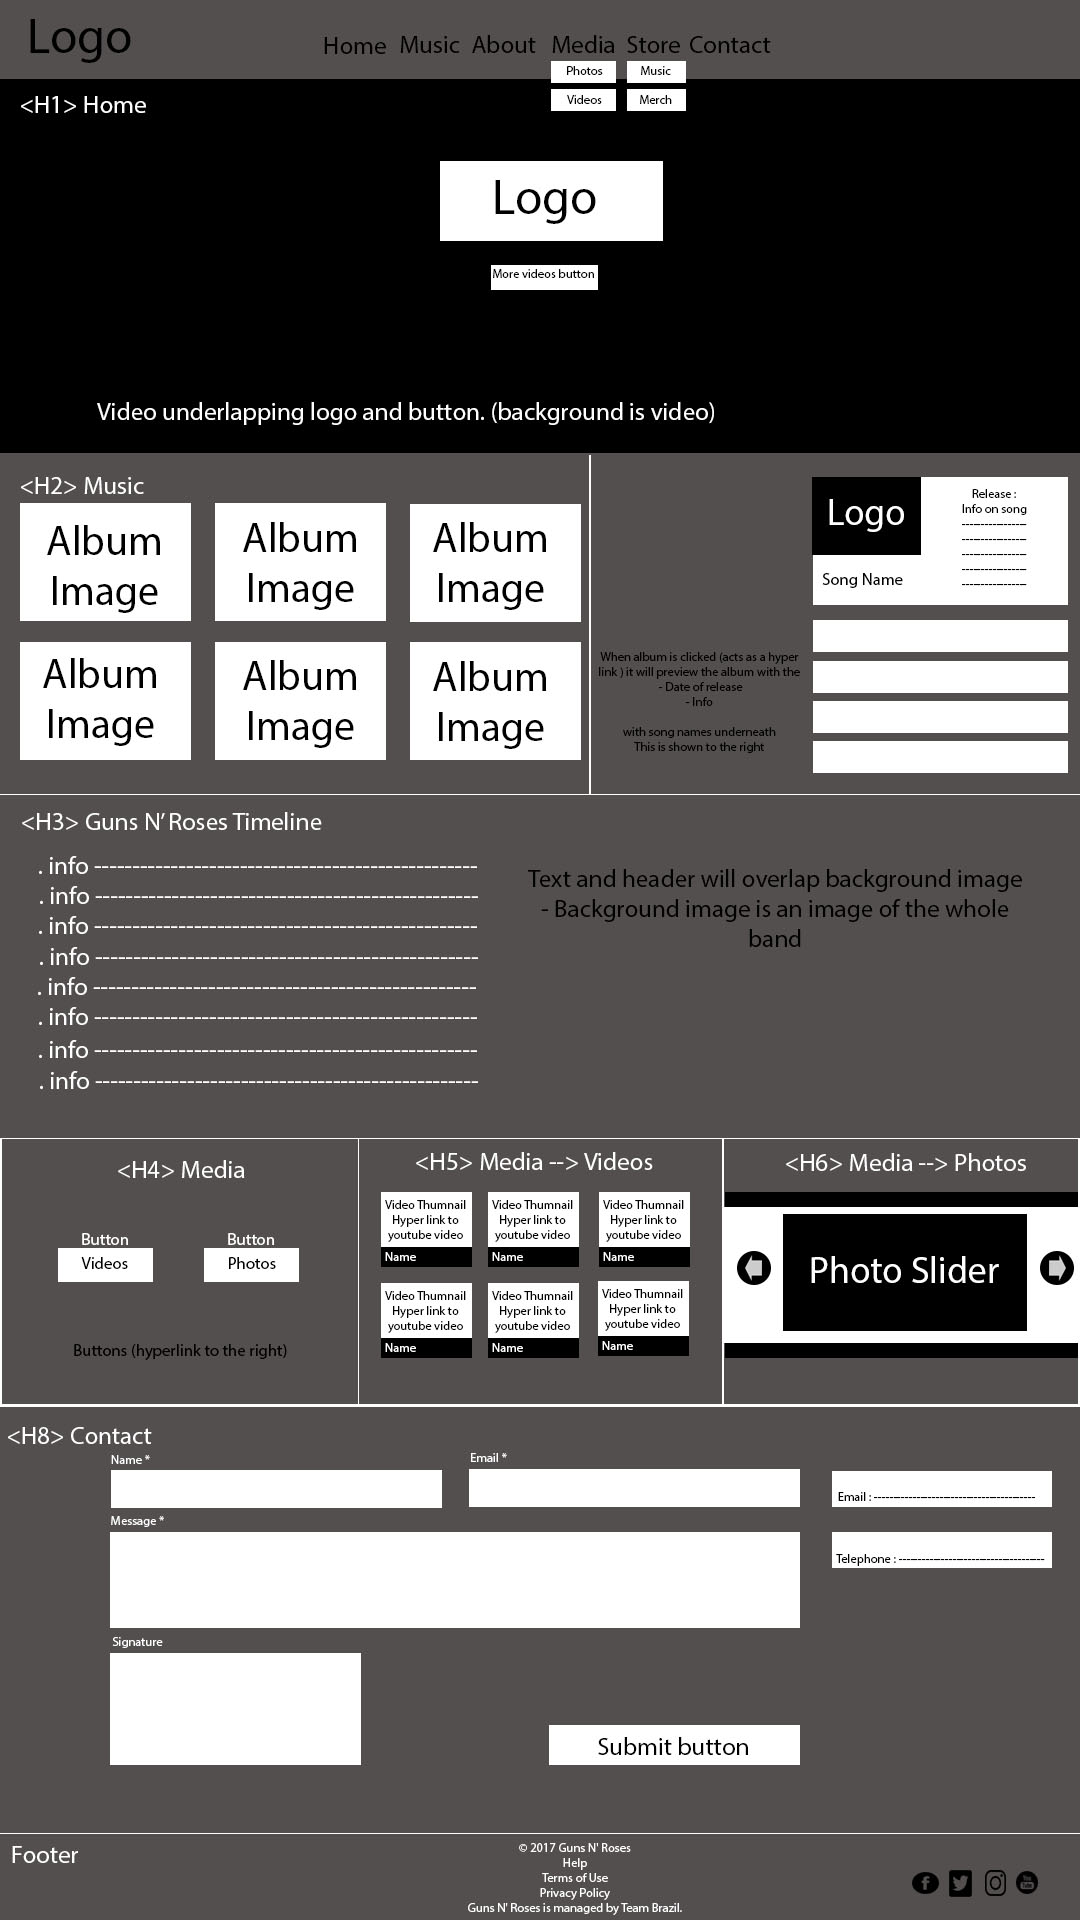 Logo
Home Music About Media Store Contact
Photos Music
Videos Merch
<H1> Home
Logo
More videos button
Video underlapping logo and button. (background is video)
<H2> Music
Album
Image
Album
Image
Album
Image
Album
Image
Album
Image
Album
Image
When album is clicked (acts as a hyper
link ) it will preview the album with the
- Date of release
- Info
with song names underneath
This is shown to the right
Logo
Song Name
Release :
Info on song
-----------------
-----------------
-----------------
-----------------
-----------------
<H3> Guns N' Roses Timeline
. info --------------------------------------------------
. info --------------------------------------------------
. info --------------------------------------------------
. info --------------------------------------------------
. info --------------------------------------------------
. info --------------------------------------------------
. info --------------------------------------------------
. info --------------------------------------------------
Text and header will overlap background image
- Background image is an image of the whole
band
<H4> Media
Button
Videos
Button
Photos
Buttons (hyperlink to the right)
<H5> Media --> Videos
Video Thumnail
Hyper link to
youtube video
Name
Video Thumnail
Hyper link to
youtube video
Name
Video Thumnail
Hyper link to
youtube video
Name
Video Thumnail
Hyper link to
youtube video
Name
Video Thumnail
Hyper link to
youtube video
Name
Video Thumnail
Hyper link to
youtube video
Name
<H6> Media --> Photos
Photo Slider
<H8> Contact
Name *
Email *
Message *
Signature
Submit button
Email : ------------------------------------------
Telephone : --------------------------------------
Footer
© 2017 Guns N' Roses
Help
Terms of Use
Privacy Policy
Guns N' Roses is managed by Team Brazil.
You
Tube